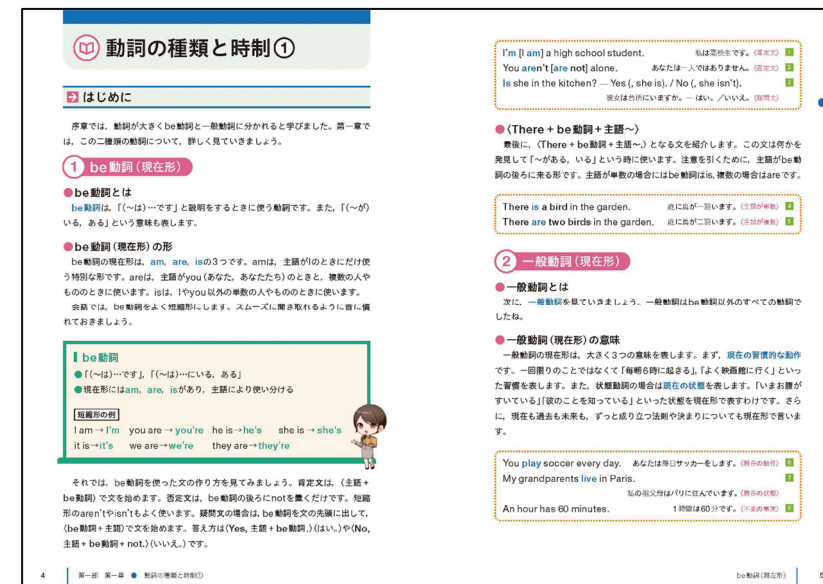 動詞の種類と時制①
はじめに
序章では，動詞が大きくbe動詞と一般動詞に分かれると学びました。第一章で
は，この二種類の動詞について，詳しく見ていきましょう。
1 be動詞（現在形）
●be動詞とは
be動詞は，「（〜は）…です」と説明をするときに使う動詞です。また，「（〜が）
いる，ある」という意味も表します。
●be動詞（現在形）の形
be動詞の現在形は，am，are，isの3つです。amは，主語がIのときにだけ使
う特別な形です。areは，主語がyou（あなた，あなたたち）のときと，複数の人や
もののときに使います。isは，Iやyou以外の単数の人やもののときに使います。
会話では，be動詞をよく短縮形にします。スムーズに聞き取れるように音に慣
れておきましょう。
be動詞
●「（〜は）…です」，「（〜は）…にいる，ある」
●現在形にはam，are，isがあり，主語により使い分ける
短縮形の例
I am→I'm you are→you're he is→he's she is→she's
it is→it's we are→we're they are→they're
それでは，be動詞を使った文の作り方を見てみましょう。肯定文は，〈主語＋
be動詞〉で文を始めます。否定文は，be動詞の後ろにnotを置くだけです。短縮
形のaren'tやisn'tもよく使います。疑問文の場合は，be動詞を文の先頭に出して，
〈be動詞＋主語〉で文を始めます。答え方は〈Yes, 主語＋be動詞.〉（はい。）や〈No,
主語＋be動詞＋not.〉（いいえ。）です。
4 第一部 第一章 ● 動詞の種類と時制①
I'm [I am] a high school student. 私は高校生です。（肯定文） 1
You aren't [are not] alone. あなたは一人ではありません。（否定文） 2
Is she in the kitchen? — Yes (, she is). / No (, she isn't). 3
彼女は台所にいますか。— はい。／いいえ。（疑問文）
●〈There＋be動詞＋主語〜〉
最後に，〈There＋be動詞＋主語〜.〉となる文を紹介します。この文は何かを
発見して「〜がある，いる」という時に使います。注意を引くために，主語がbe動
詞の後ろに来る形です。主語が単数の場合にはbe動詞はis，複数の場合はareです。
There is a bird in the garden. 庭に鳥が一羽います。（主語が単数） 4
There are two birds in the garden. 庭に鳥が二羽います。（主語が複数） 5
2 一般動詞（現在形）
●一般動詞とは
次に，一般動詞を見ていきましょう。一般動詞はbe動詞以外のすべての動詞で
したね。
●一般動詞（現在形）の意味
一般動詞の現在形は，大きく3つの意味を表します。まず，現在の習慣的な動作
です。一回限りのことではなくて「毎朝6時に起きる」，「よく映画館に行く」といっ
た習慣を表します。また，状態動詞の場合は現在の状態を表します。「いまお腹が
すいている」「彼のことを知っている」といった状態を現在形で表すわけです。さら
に，現在も過去も未来も，ずっと成り立つ法則や決まりについても現在形で言いま
す。
You play soccer every day. あなたは毎日サッカーをします。（現在の動作） 6
My grandparents live in Paris. 7
私の祖父母はパリに住んでいます。（現在の状態）
An hour has 60 minutes. 1時間は60分です。（不変の事実） 8
be動詞（現在形） 5